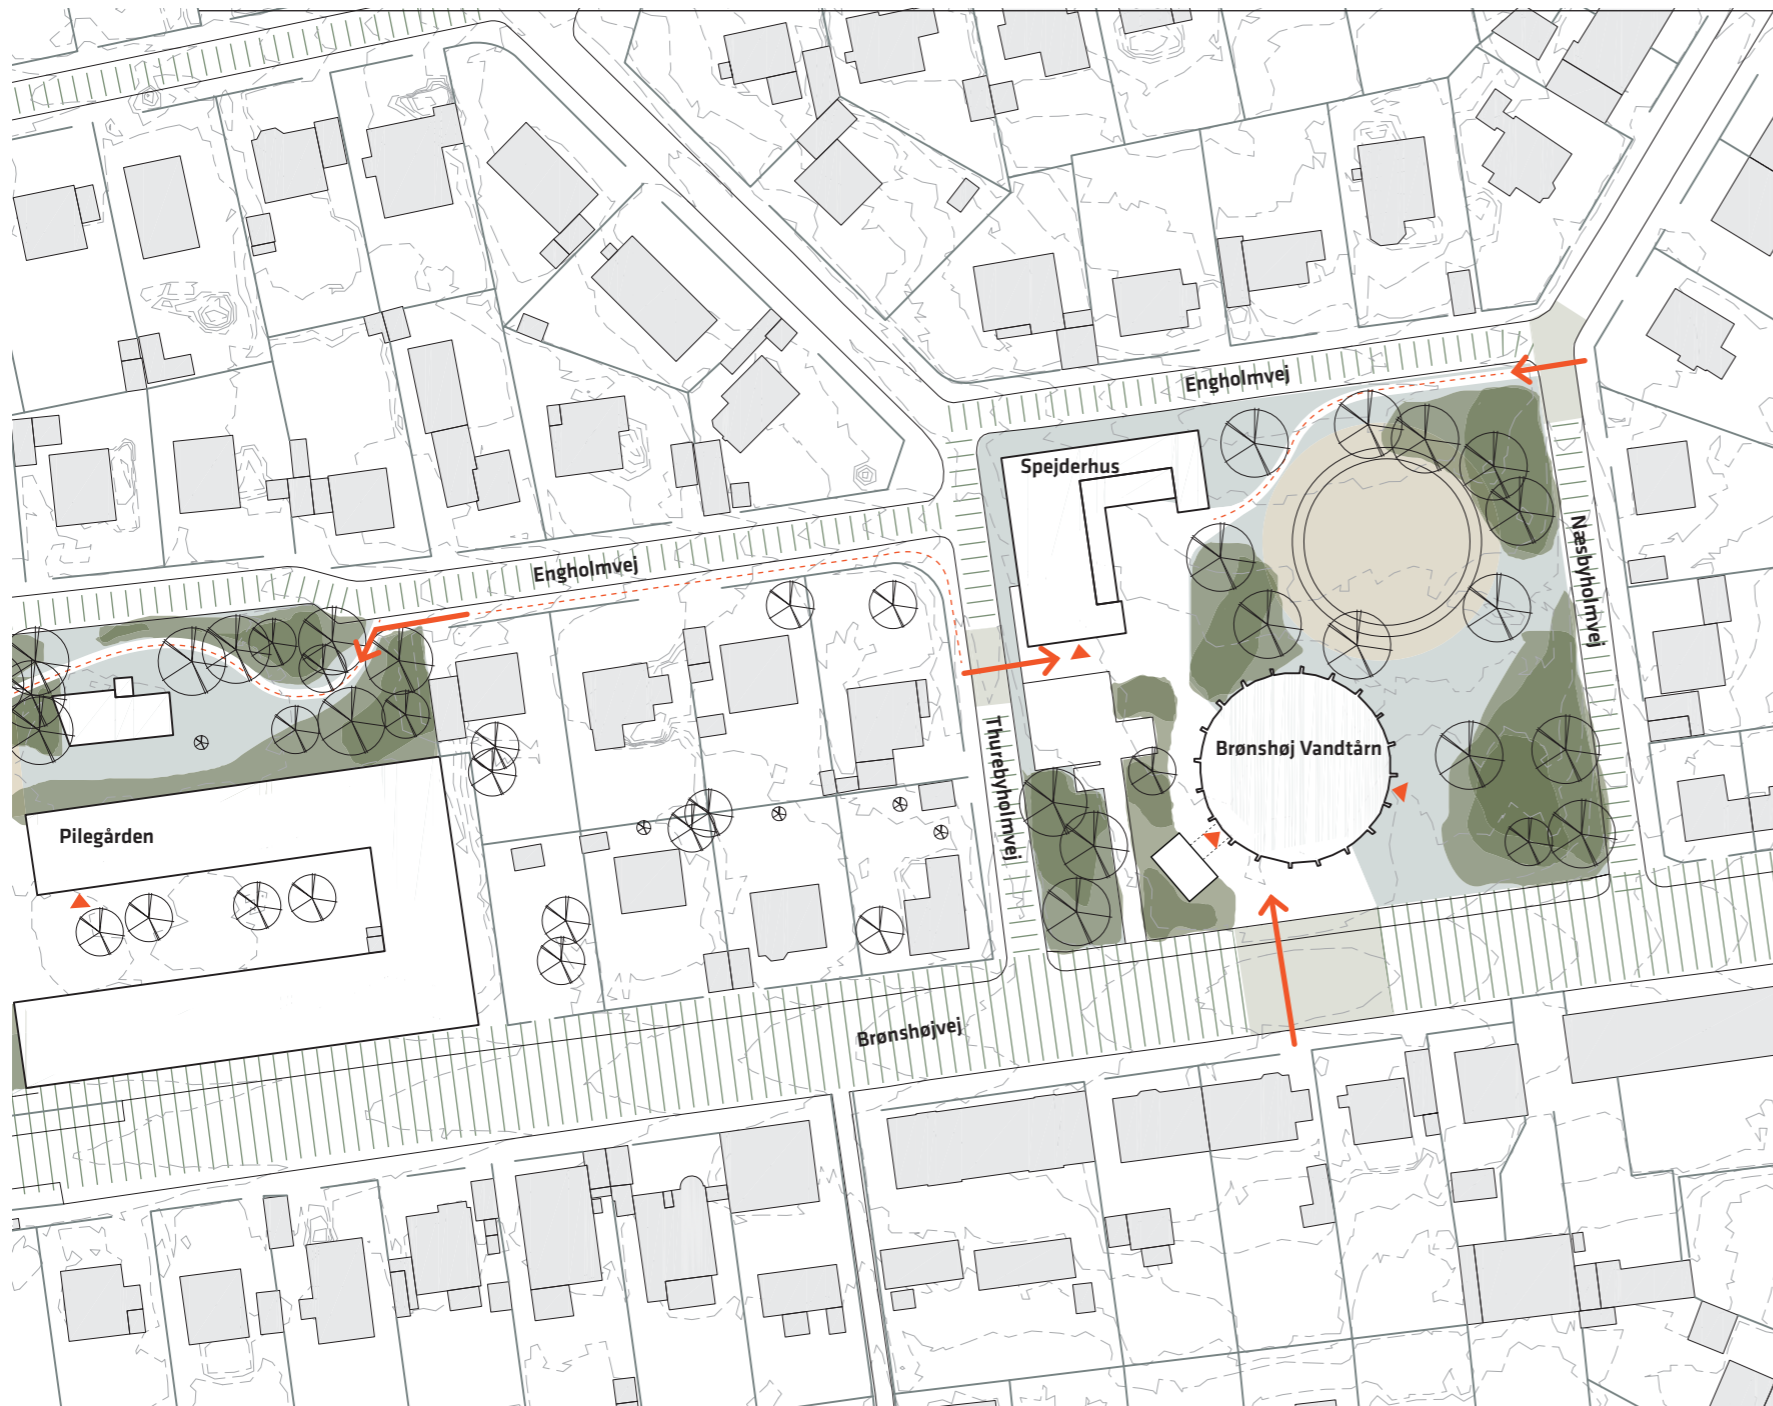 Engholmvej
Spejderhus
Næsbyholmvej
Engholmvej
Thurebyholmvej
Brønshøj Vandtårn
Pilegården
Brønshøjvej